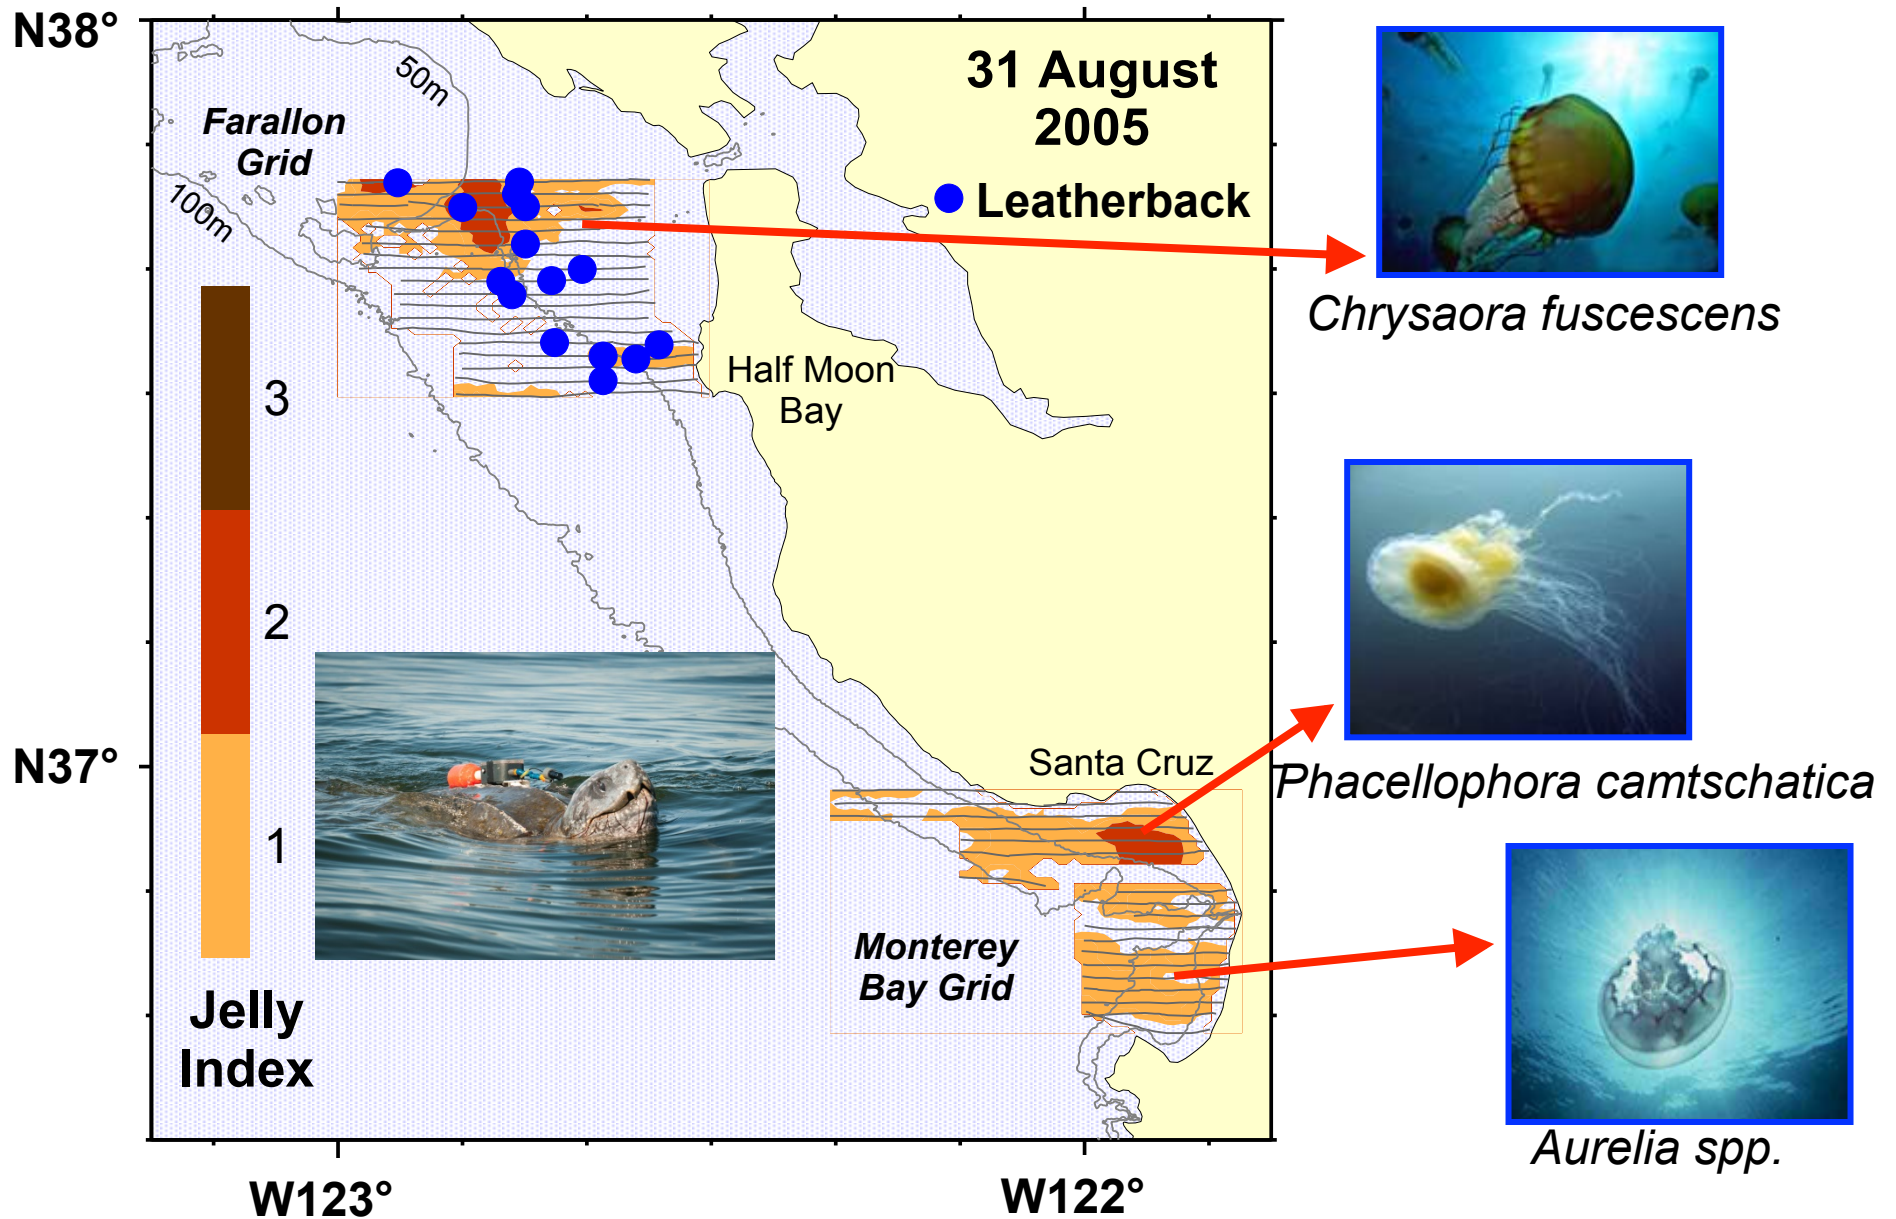 N38°
50m
Farallon
Grid
100m
31 August
2005
Leatherback
Chrysaora fuscescens
Half Moon
Bay
3
2
1
Jelly
Index
N37°
Santa Cruz
Phacellophora camtschatica
Monterey
Bay Grid
Aurelia spp.
W123°
W122°